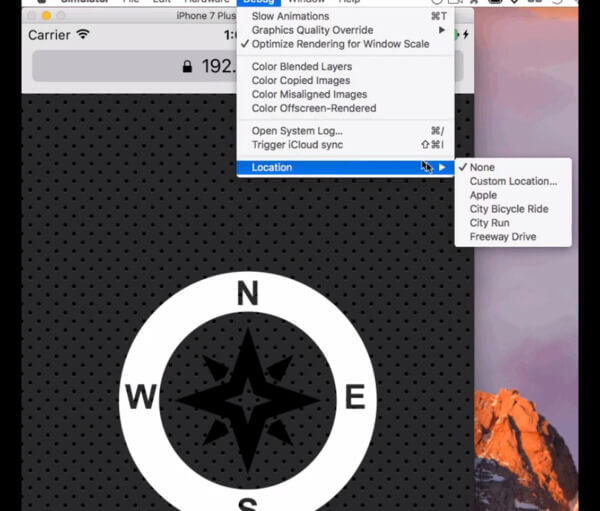 Simulator File Edit Hardware Debug Window Help
iPhone 7 Plus
Carrier
192.
Slow Animations ⌘T
Graphics Quality Override ▶
✓ Optimize Rendering for Window Scale
Color Blended Layers
Color Copied Images
Color Misaligned Images
Color Offscreen-Rendered
Open System Log... ⌘/
Trigger iCloud sync ⇧⌘I
Location ▶
✓ None
Custom Location...
Apple
City Bicycle Ride
City Run
Freeway Drive
N
W E
S